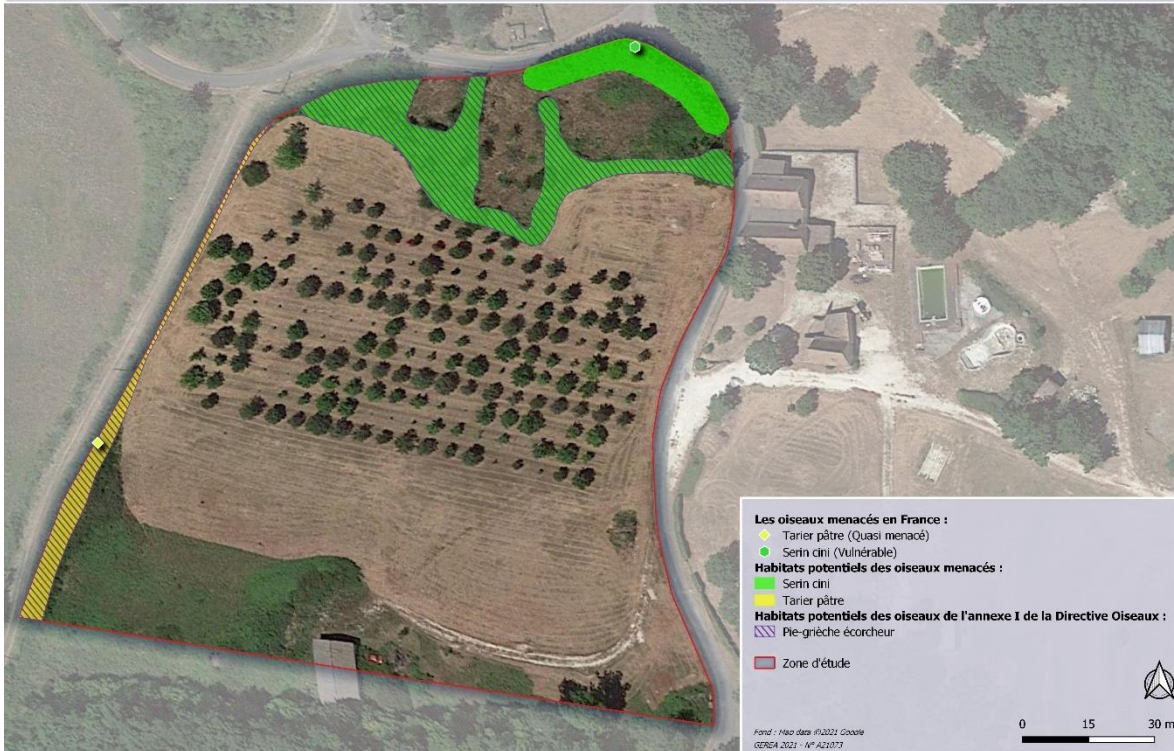 Les oiseaux menacés en France :
Tarier pâtre (Quasi menacé)
Serin cini (Vulnérable)
Habitats potentiels des oiseaux menacés :
Serin cini
Tarier pâtre
Habitats potentiels des oiseaux de l'annexe I de la Directive Oiseaux :
Pie-grièche écorcheur
Zone d'étude
0 15 30 m
Fond : Map data ©2021 Google
GEREA 2021 - N° A21073